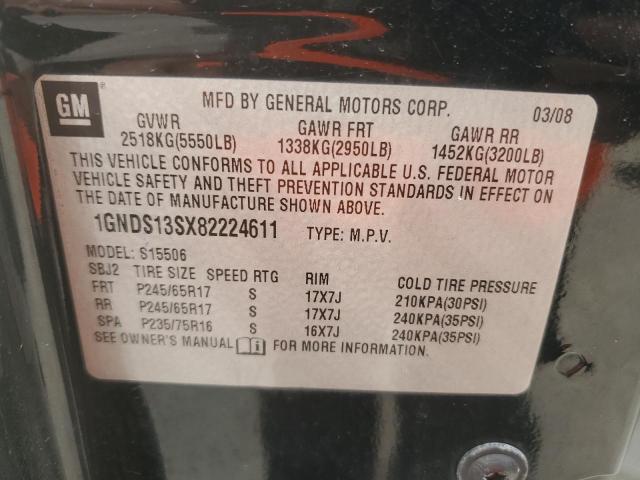 GM
MFD BY GENERAL MOTORS CORP. 03/08
GVWR GAWR FRT GAWR RR
2518KG(5550LB) 1338KG(2950LB) 1452KG(3200LB)
THIS VEHICLE CONFORMS TO ALL APPLICABLE U.S. FEDERAL MOTOR
VEHICLE SAFETY AND THEFT PREVENTION STANDARDS IN EFFECT ON
THE DATE OF MANUFACTURE SHOWN ABOVE.
1GNDS13SX82224611 TYPE: M.P.V.
MODEL: S15506
SBJ2 TIRE SIZE SPEED RTG RIM COLD TIRE PRESSURE
FRT P245/65R17 S 17X7J 210KPA(30PSI)
RR P245/65R17 S 17X7J 240KPA(35PSI)
SPA P235/75R16 S 16X7J 240KPA(35PSI)
SEE OWNER'S MANUAL FOR MORE INFORMATION.